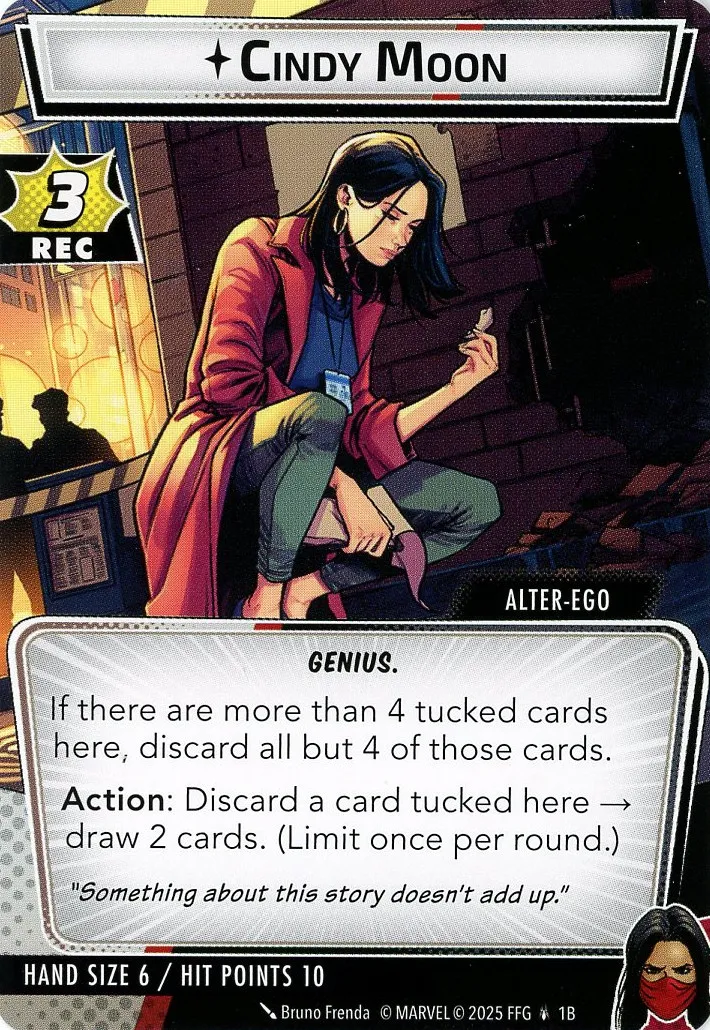 CINDY MOON
3
REC
ALTER-EGO
GENIUS.
If there are more than 4 tucked cards
here, discard all but 4 of those cards.
Action: Discard a card tucked here →
draw 2 cards. (Limit once per round.)
"Something about this story doesn't add up."
HAND SIZE 6 / HIT POINTS 10
Bruno Frenda © MARVEL © 2025 FFG 1B